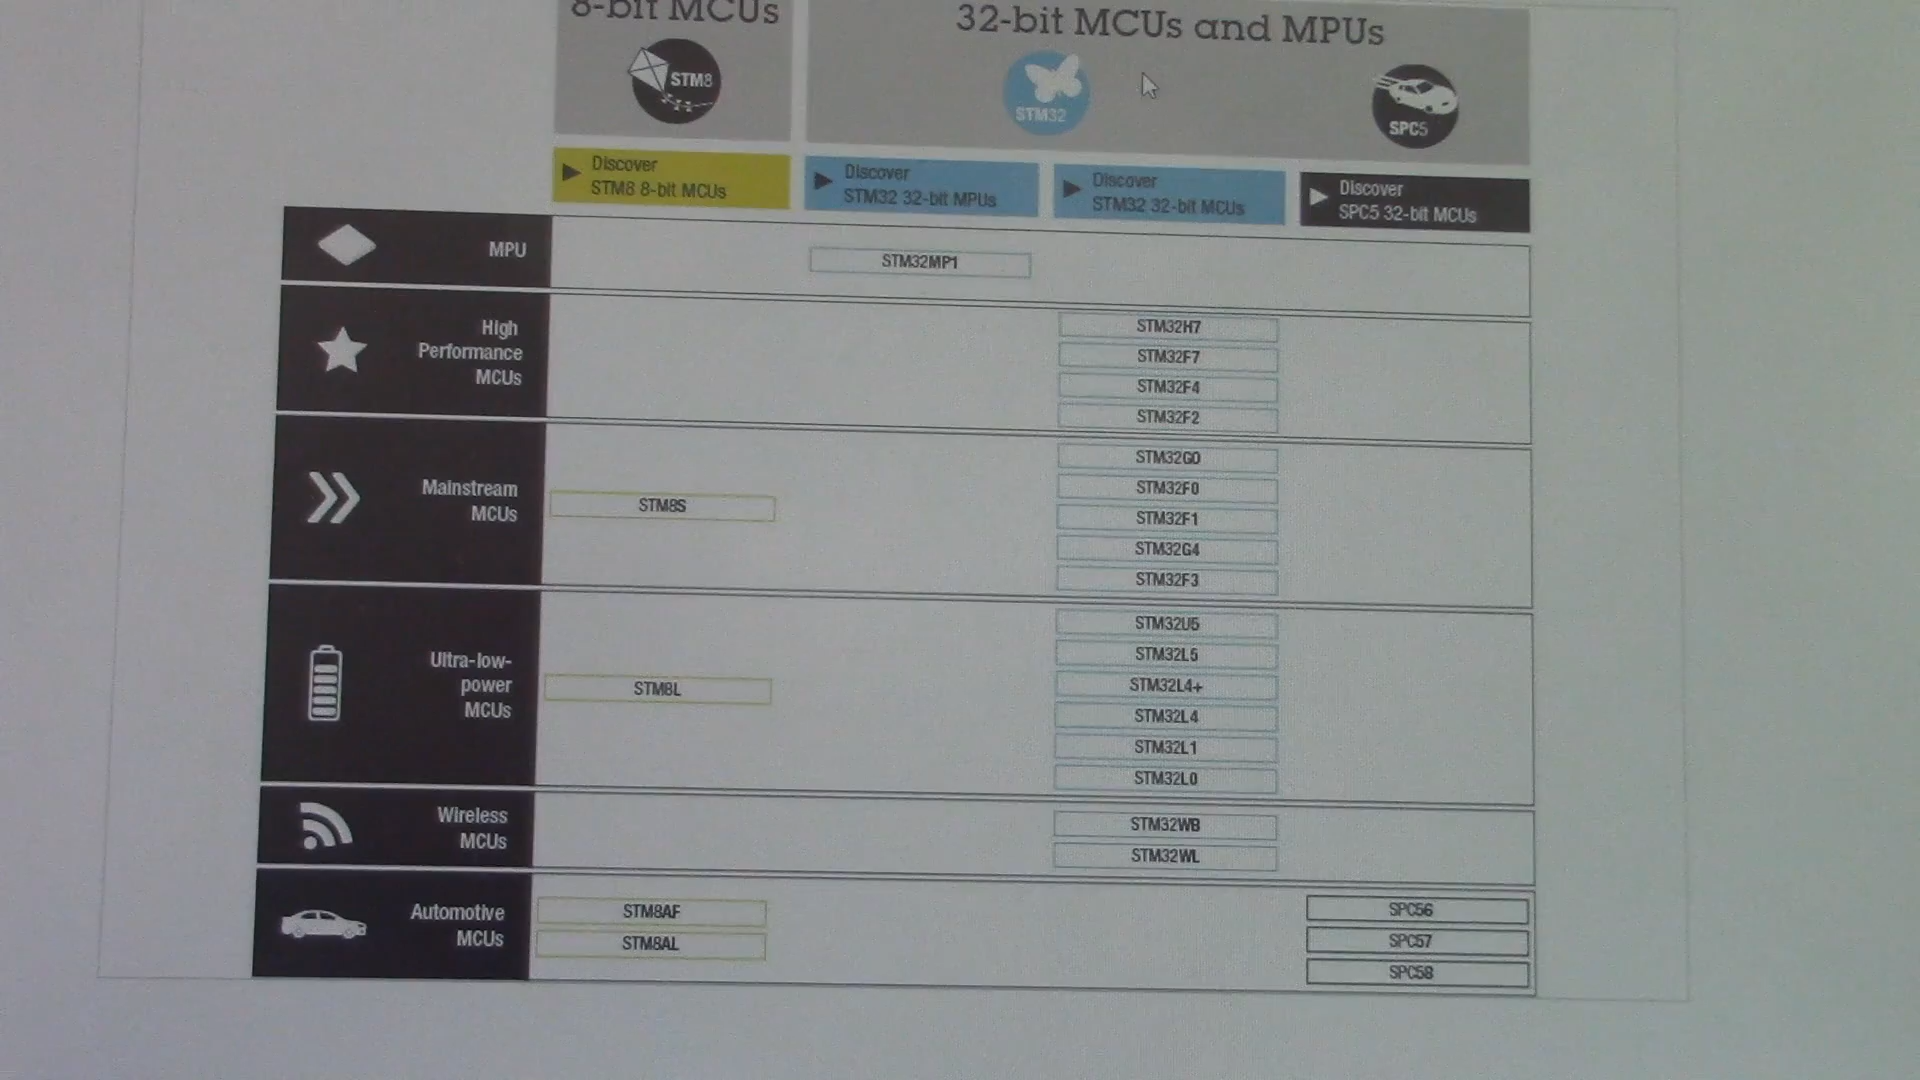 8-bit MCUs
32-bit MCUs and MPUs
STM8
STM32
SPC5
Discover
STM8 8-bit MCUs
Discover
STM32 32-bit MPUs
Discover
STM32 32-bit MCUs
Discover
SPC5 32-bit MCUs
MPU
STM32MP1
High
Performance
MCUs
STM32H7
STM32F7
STM32F4
STM32F2
Mainstream
MCUs
STM8S
STM32G0
STM32F0
STM32F1
STM32G4
STM32F3
Ultra-low-
power
MCUs
STM8L
STM32U5
STM32L5
STM32L4+
STM32L4
STM32L1
STM32L0
Wireless
MCUs
STM32WB
STM32WL
Automotive
MCUs
STM8AF
STM8AL
SPC56
SPC57
SPC58